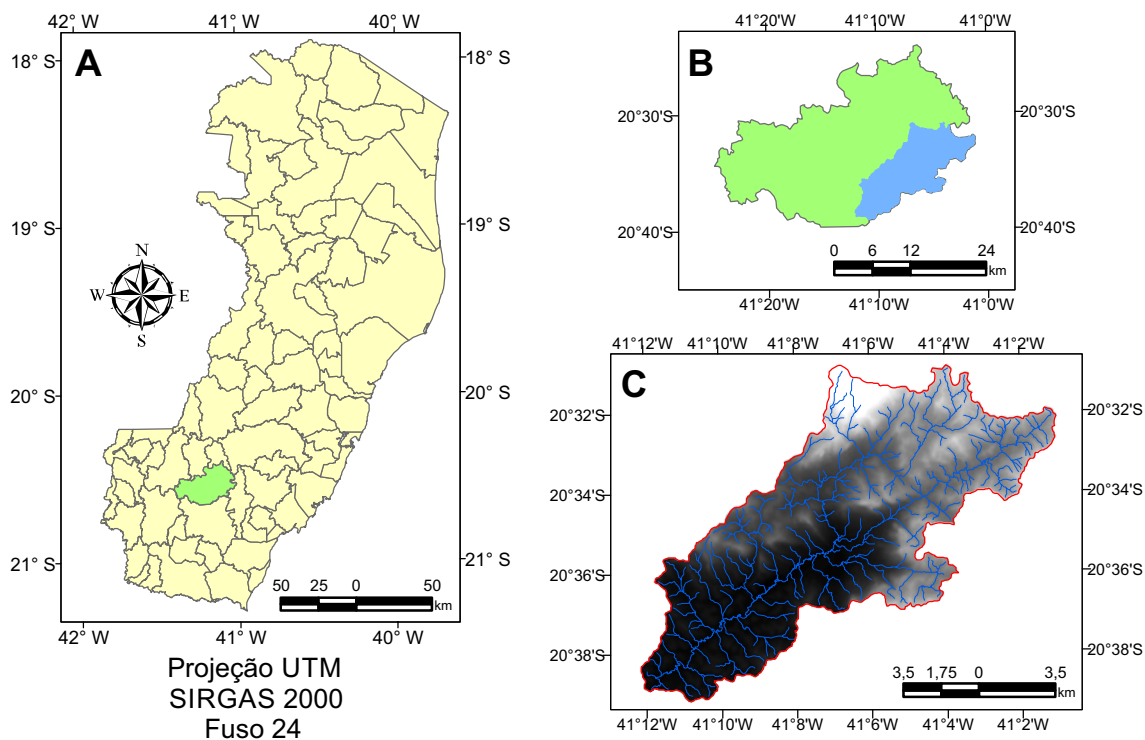 42° W 41° W 40° W
A
18° S 18° S
19° S 19° S
N
W E
S
20° S 20° S
21° S 21° S
50 25 0 50
km
42° W 41° W 40° W
Projeção UTM
SIRGAS 2000
Fuso 24
41°20'W 41°10'W 41°0'W
B
20°30'S 20°30'S
20°40'S 20°40'S
0 6 12 24
km
41°20'W 41°10'W 41°0'W
41°12'W 41°10'W 41°8'W 41°6'W 41°4'W 41°2'W
C
20°32'S 20°32'S
20°34'S 20°34'S
20°36'S 20°36'S
20°38'S 20°38'S
3,5 1,75 0 3,5
km
41°12'W 41°10'W 41°8'W 41°6'W 41°4'W 41°2'W